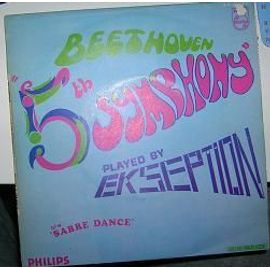 BEETHOVEN
"5th SYMPHONY"
PLAYED BY
EKSEPTION
"SABRE DANCE"
PHILIPS